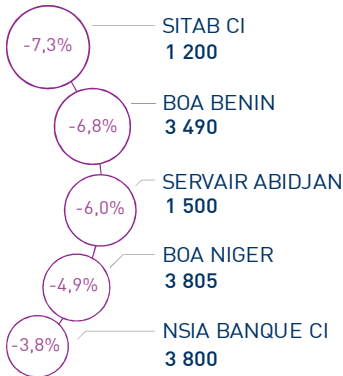 -7,3%
SITAB CI
1 200
-6,8%
BOA BENIN
3 490
-6,0%
SERVAIR ABIDJAN
1 500
-4,9%
BOA NIGER
3 805
-3,8%
NSIA BANQUE CI
3 800